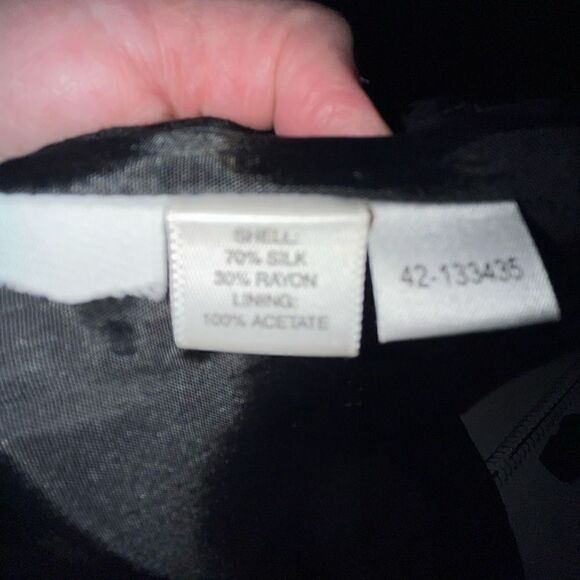 SHELL:
70% SILK
30% RAYON
LINING:
100% ACETATE
42-133435